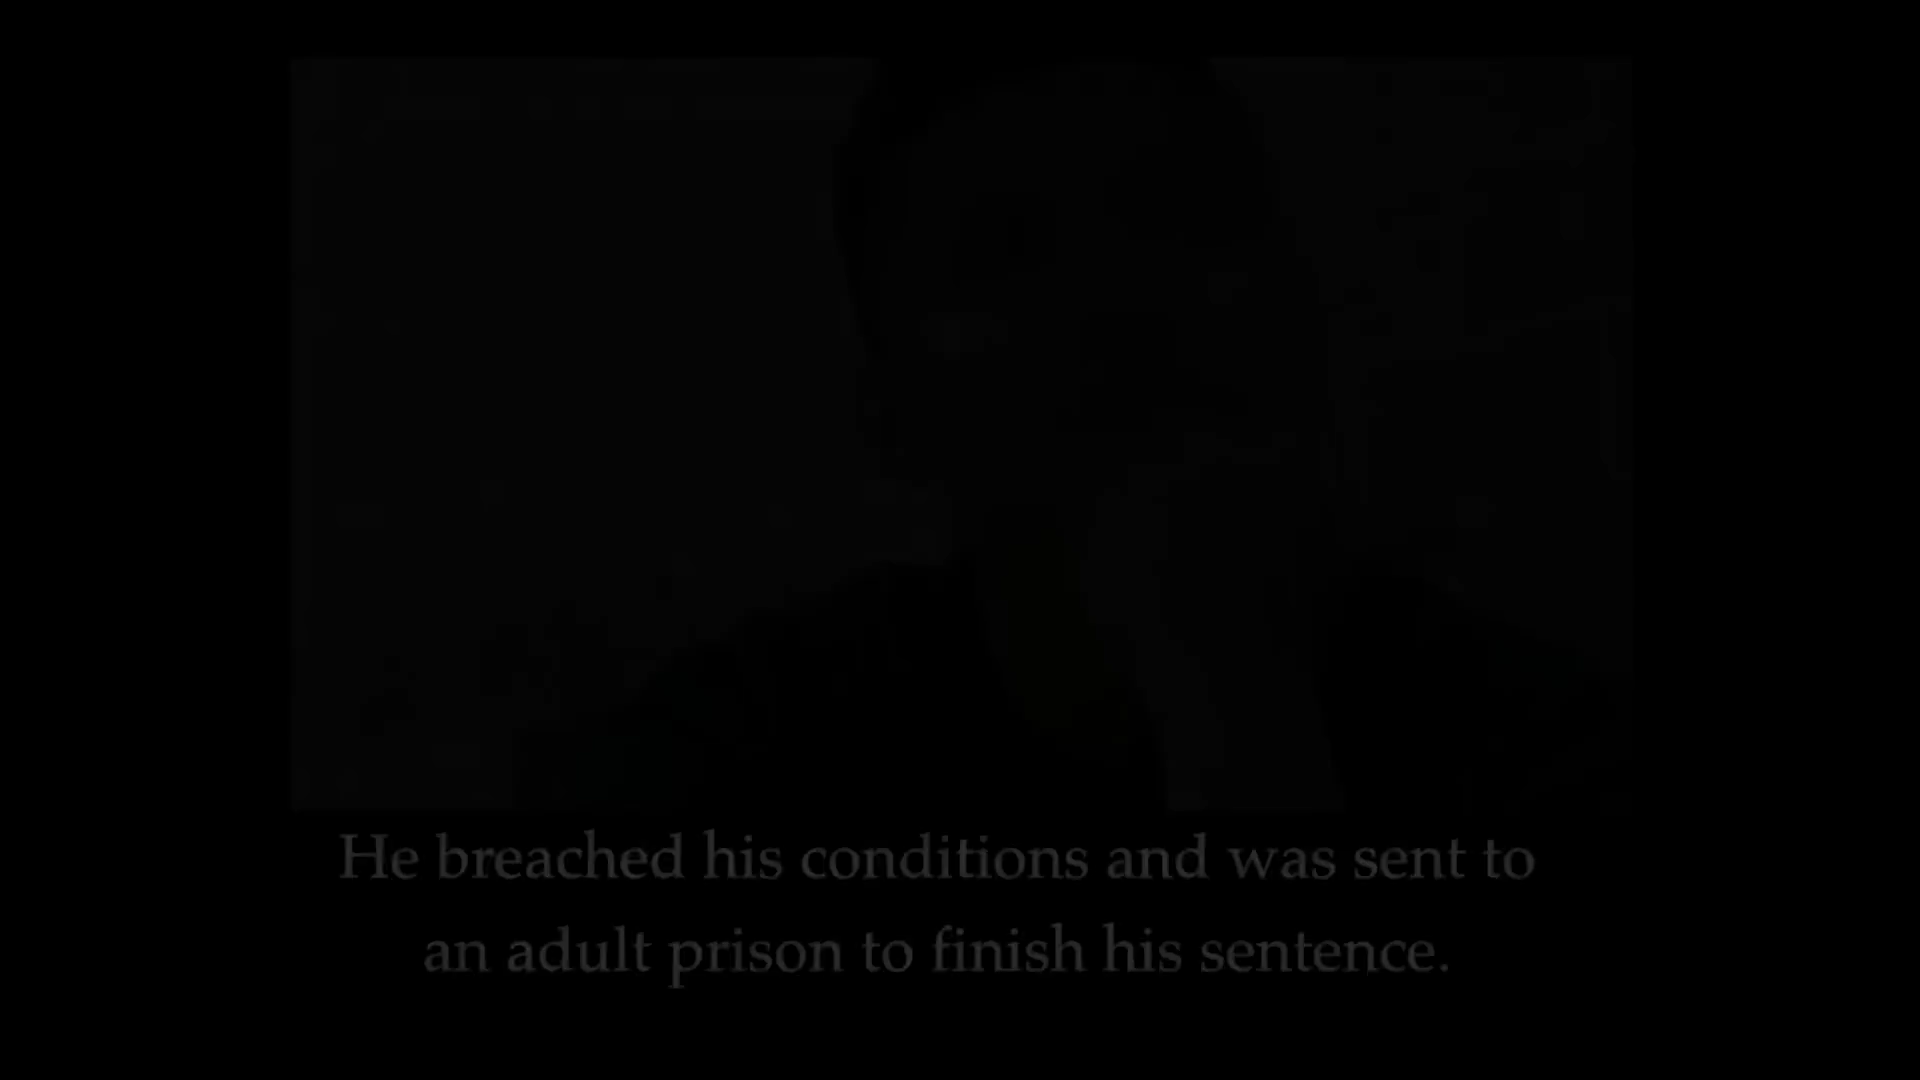 He breached his conditions and was sent to
an adult prison to finish his sentence.